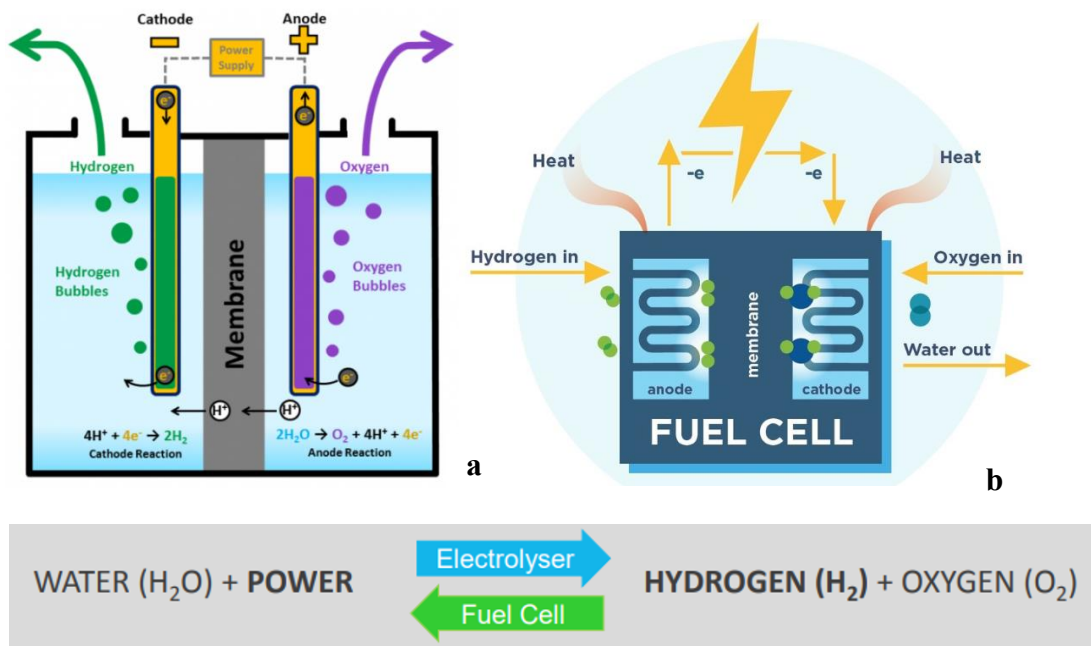 Cathode
Anode
Power
Supply
e⁻
e⁻
Hydrogen
Oxygen
Hydrogen
Bubbles
Oxygen
Bubbles
Membrane
e⁻
e⁻
H⁺
H⁺
4H⁺ + 4e⁻ → 2H₂
Cathode Reaction
2H₂O → O₂ + 4H⁺ + 4e⁻
Anode Reaction
a
Heat
Heat
-e
-e
Hydrogen in
Oxygen in
Water out
membrane
anode
cathode
FUEL CELL
b
WATER (H₂O) + POWER
Electrolyser
Fuel Cell
HYDROGEN (H₂) + OXYGEN (O₂)